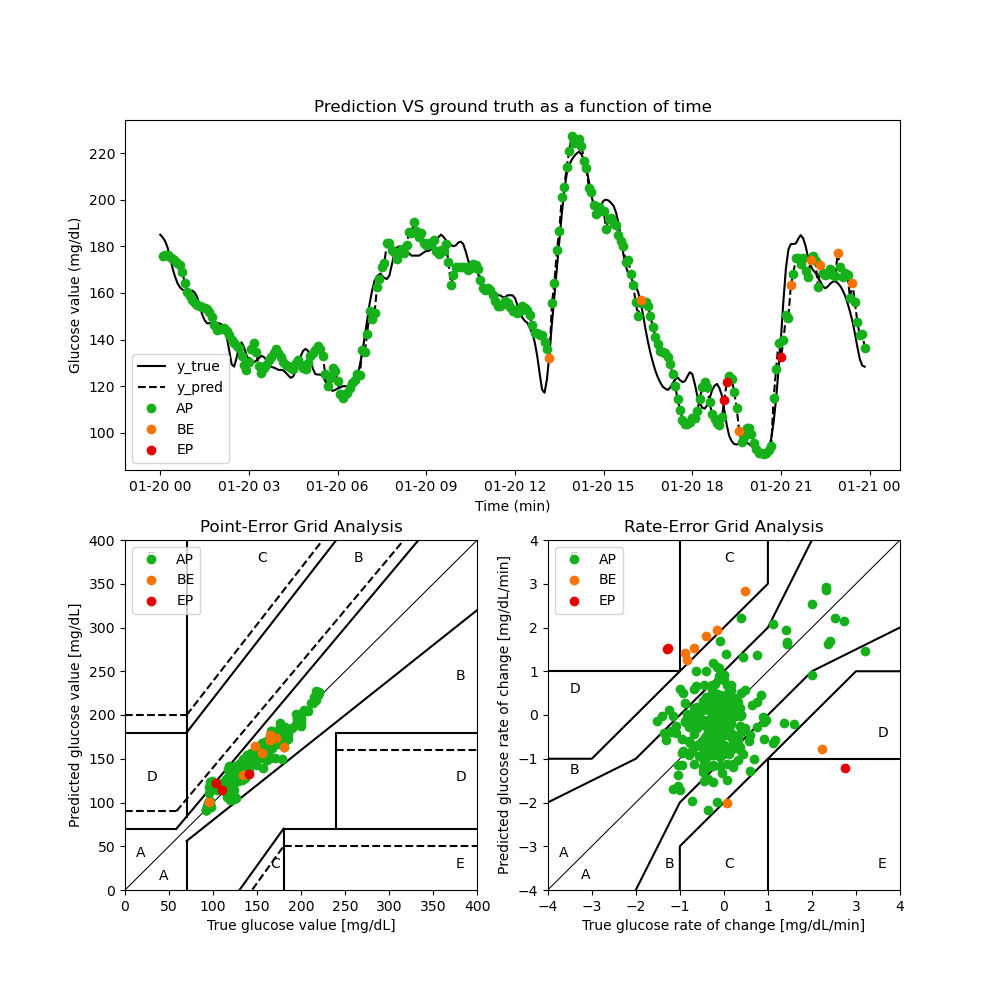 Prediction VS ground truth as a function of time
Glucose value (mg/dL)
220
200
180
160
140
120
100
y_true
y_pred
AP
BE
EP
01-20 00 01-20 03 01-20 06 01-20 09 01-20 12 01-20 15 01-20 18 01-20 21 01-21 00
Time (min)
Point-Error Grid Analysis
Predicted glucose value [mg/dL]
400
350
300
250
200
150
100
50
0
AP
BE
EP
C
B
B
D
D
A
A
C
E
0 50 100 150 200 250 300 350 400
True glucose value [mg/dL]
Rate-Error Grid Analysis
Predicted glucose rate of change [mg/dL/min]
4
3
2
1
0
−1
−2
−3
−4
AP
BE
EP
C
D
D
B
A
A
B
C
E
−4 −3 −2 −1 0 1 2 3 4
True glucose rate of change [mg/dL/min]